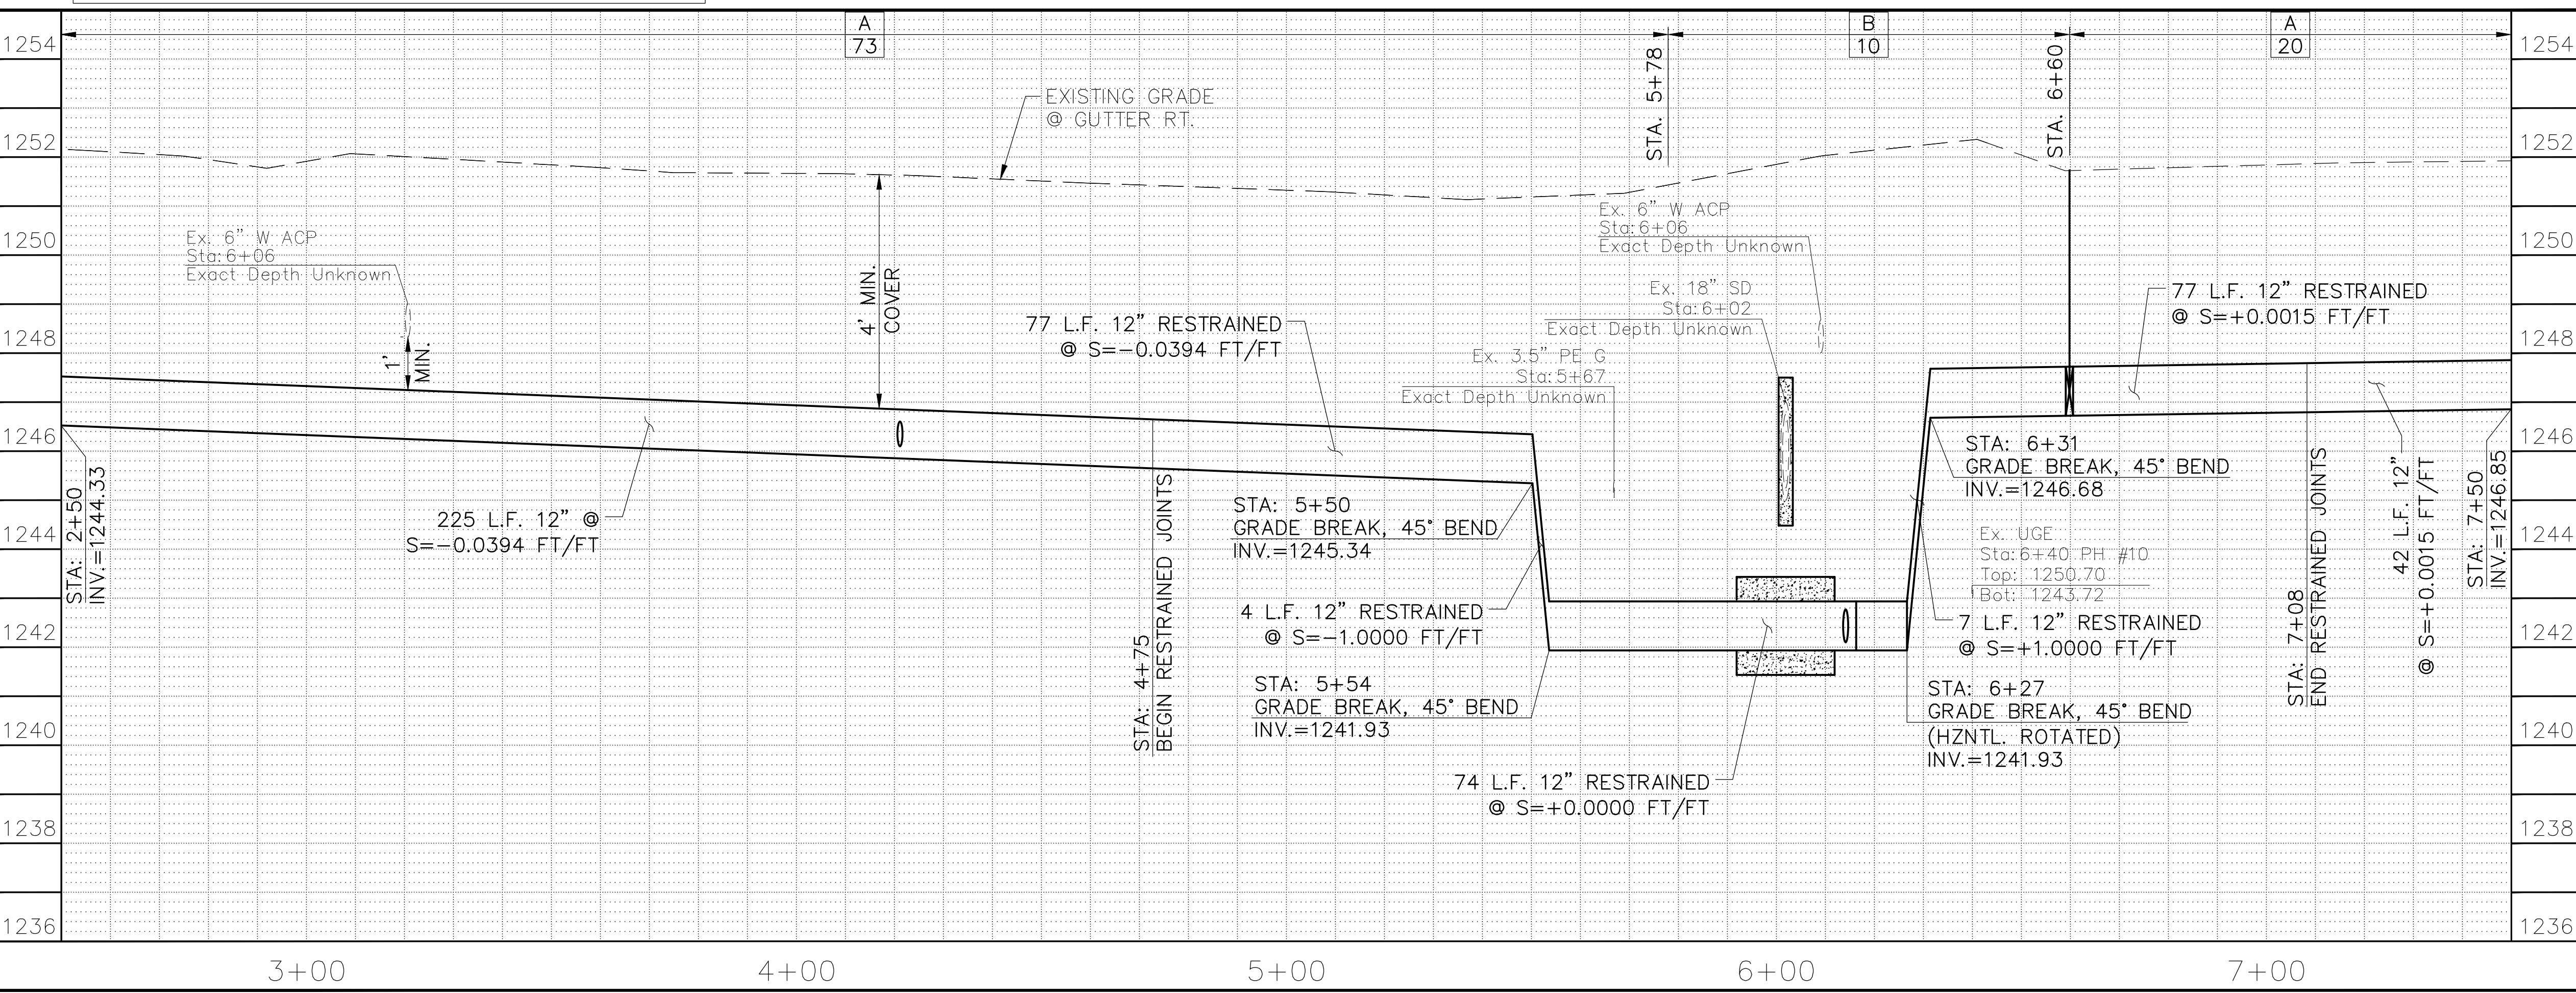 A
73
B
10
A
20
1254
1252
1250
1248
1246
1244
1242
1240
1238
1236
1254
1252
1250
1248
1246
1244
1242
1240
1238
1236
STA. 5+78
STA. 6+60
EXISTING GRADE
@ GUTTER RT.
Ex. 6" W ACP
Sta:6+06
Exact Depth Unknown
1'
MIN.
4' MIN.
COVER
77 L.F. 12" RESTRAINED
@ S=-0.0394 FT/FT
Ex. 6" W ACP
Sta:6+06
Exact Depth Unknown
Ex. 18" SD
Sta:6+02
Exact Depth Unknown
Ex. 3.5" PE G
Sta:5+67
Exact Depth Unknown
77 L.F. 12" RESTRAINED
@ S=+0.0015 FT/FT
STA: 2+50
INV.=1244.33
225 L.F. 12" @
S=-0.0394 FT/FT
STA: 4+75
BEGIN RESTRAINED JOINTS
STA: 5+50
GRADE BREAK, 45° BEND
INV.=1245.34
4 L.F. 12" RESTRAINED
@ S=-1.0000 FT/FT
STA: 5+54
GRADE BREAK, 45° BEND
INV.=1241.93
74 L.F. 12" RESTRAINED
@ S=+0.0000 FT/FT
STA: 6+31
GRADE BREAK, 45° BEND
INV.=1246.68
Ex. UGE
Sta:6+40 PH #10
Top: 1250.70
Bot: 1243.72
7 L.F. 12" RESTRAINED
@ S=+1.0000 FT/FT
STA: 6+27
GRADE BREAK, 45° BEND
(HZNTL. ROTATED)
INV.=1241.93
STA: 7+08
END RESTRAINED JOINTS
42 L.F. 12"
@ S=+0.0015 FT/FT
STA: 7+50
INV.=1246.85
3+00
4+00
5+00
6+00
7+00